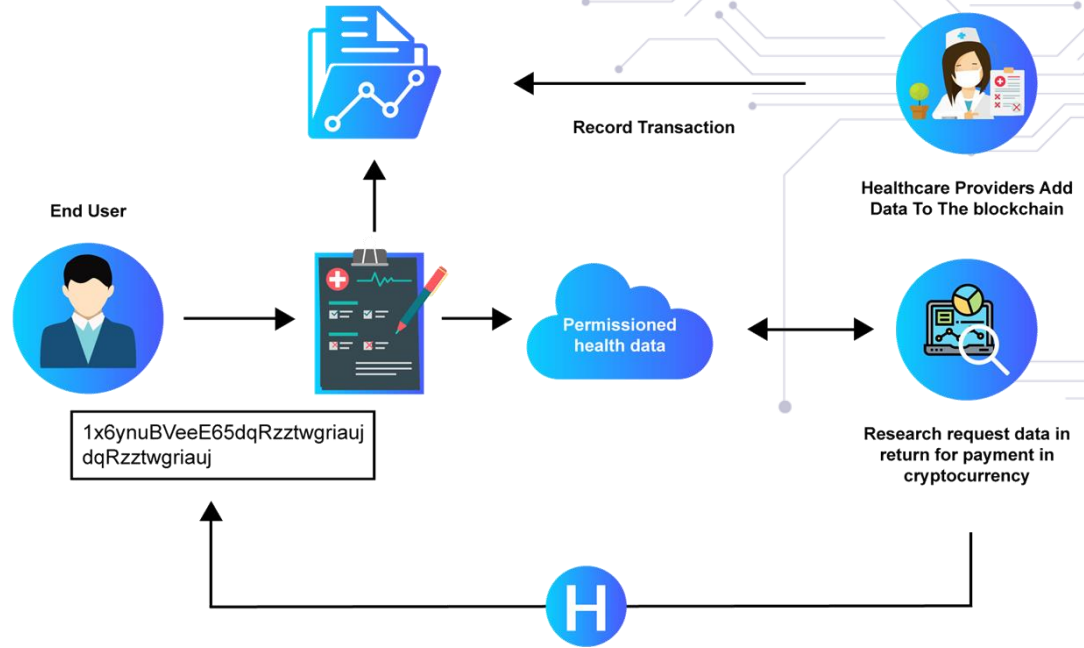 Record Transaction
Healthcare Providers Add
Data To The blockchain
End User
Permissioned
health data
1x6ynuBVeeE65dqRzztwgriauj
dqRzztwgriauj
Research request data in
return for payment in
cryptocurrency
H